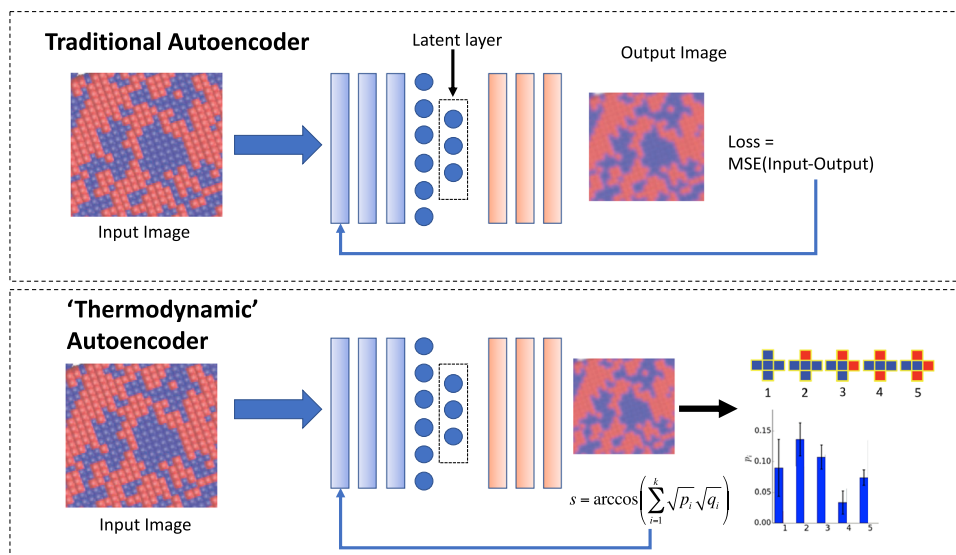 Traditional Autoencoder
Latent layer
Output Image
Loss =
MSE(Input-Output)
Input Image
'Thermodynamic'
Autoencoder
1 2 3 4 5
0.15
0.10
0.05
0.00
p_i
1 2 3 4 5
s = arccos(∑_{i=1}^{k} √p_i √q_i)
Input Image